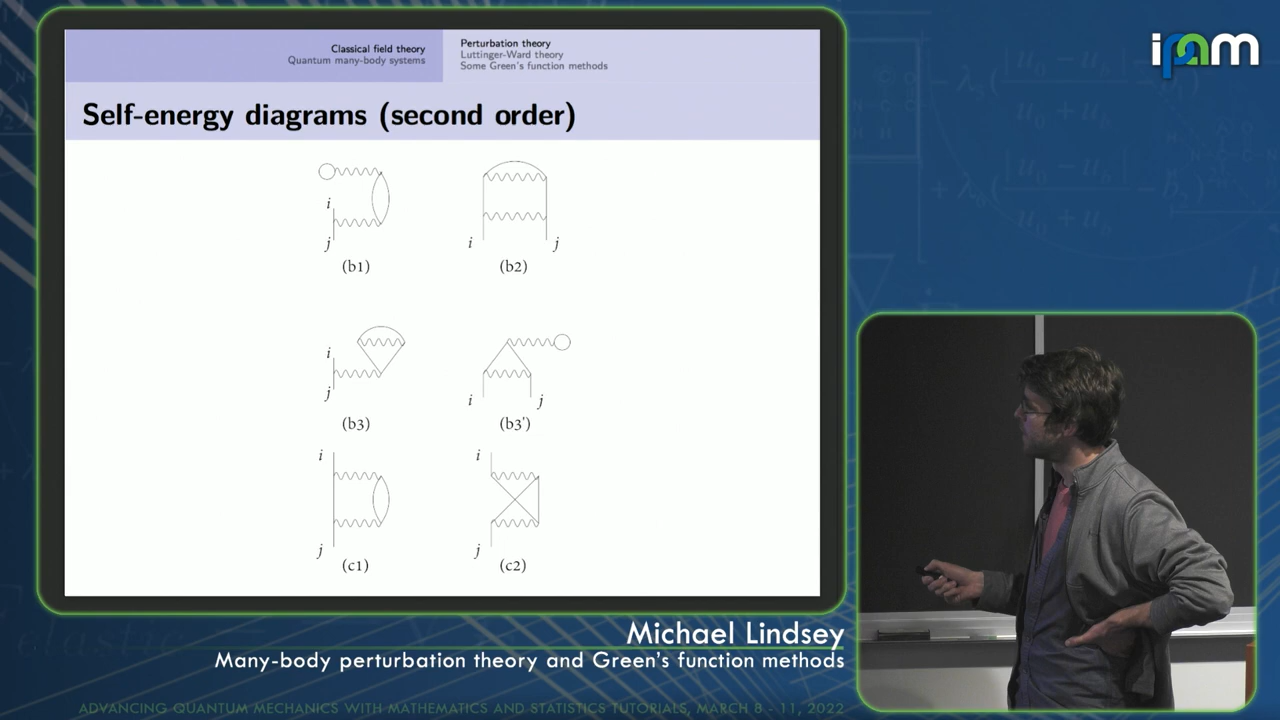 Classical field theory
Quantum many-body systems
Perturbation theory
Luttinger-Ward theory
Some Green's function methods
ipam
Self-energy diagrams (second order)
i
j
(b1)
i
j
(b2)
i
j
(b3)
i
j
(b3')
i
j
(c1)
i
j
(c2)
Michael Lindsey
Many-body perturbation theory and Green's function methods
ADVANCING QUANTUM MECHANICS WITH MATHEMATICS AND STATISTICS TUTORIALS, MARCH 8 - 11, 2022